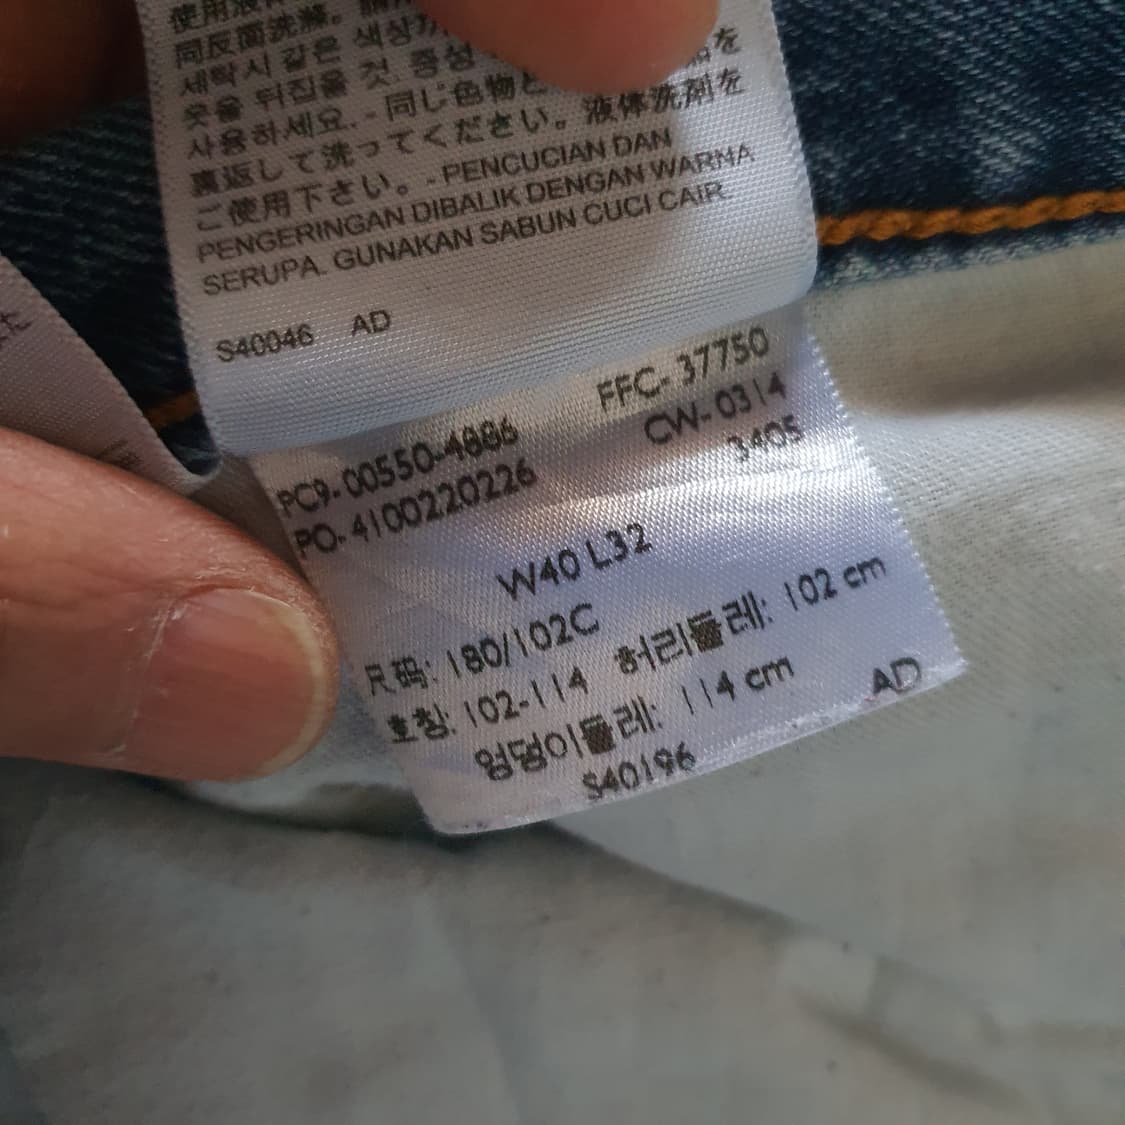 同反面洗滌。
세탁시 같은 색상
옷을 뒤집을 것. 중성
사용하세요. - 同じ色物と
裏返して洗ってください。液体洗剤を
ご使用下さい。- PENCUCIAN DAN
PENGERINGAN DIBALIK DENGAN WARNA
SERUPA. GUNAKAN SABUN CUCI CAIR.
S40046 AD
PC9-00550-4886 FFC-37750
PO-4100220226 CW-0314
3405
W40 L32
尺码: 180/102C
호칭: 102-114 허리둘레: 102 cm
엉덩이둘레: 114 cm AD
S40196